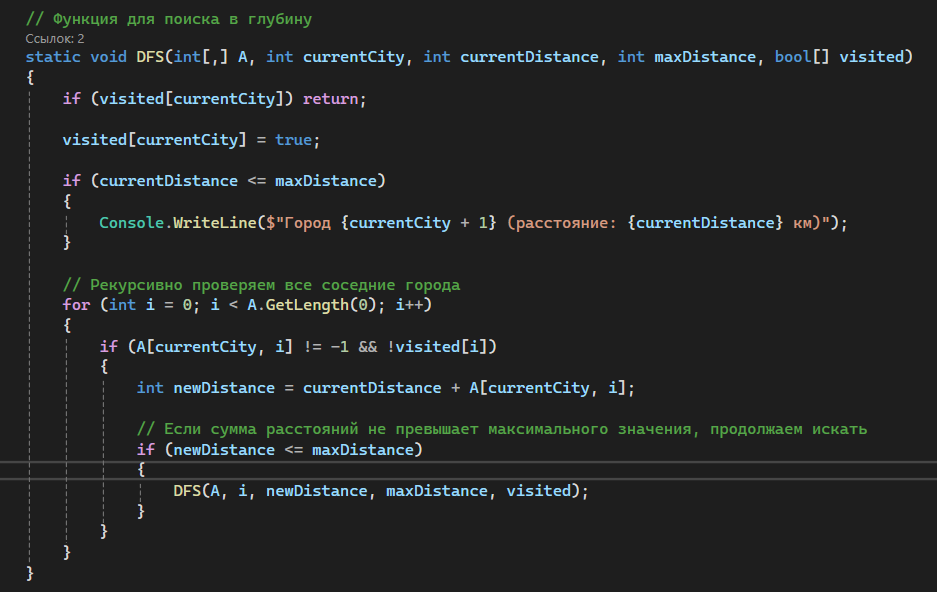 // Функция для поиска в глубину
Ссылок: 2
static void DFS(int[,] A, int currentCity, int currentDistance, int maxDistance, bool[] visited)
{
if (visited[currentCity]) return;
visited[currentCity] = true;
if (currentDistance <= maxDistance)
{
Console.WriteLine($"Город {currentCity + 1} (расстояние: {currentDistance} км)");
}
// Рекурсивно проверяем все соседние города
for (int i = 0; i < A.GetLength(0); i++)
{
if (A[currentCity, i] != -1 && !visited[i])
{
int newDistance = currentDistance + A[currentCity, i];
// Если сумма расстояний не превышает максимального значения, продолжаем искать
if (newDistance <= maxDistance)
{
DFS(A, i, newDistance, maxDistance, visited);
}
}
}
}